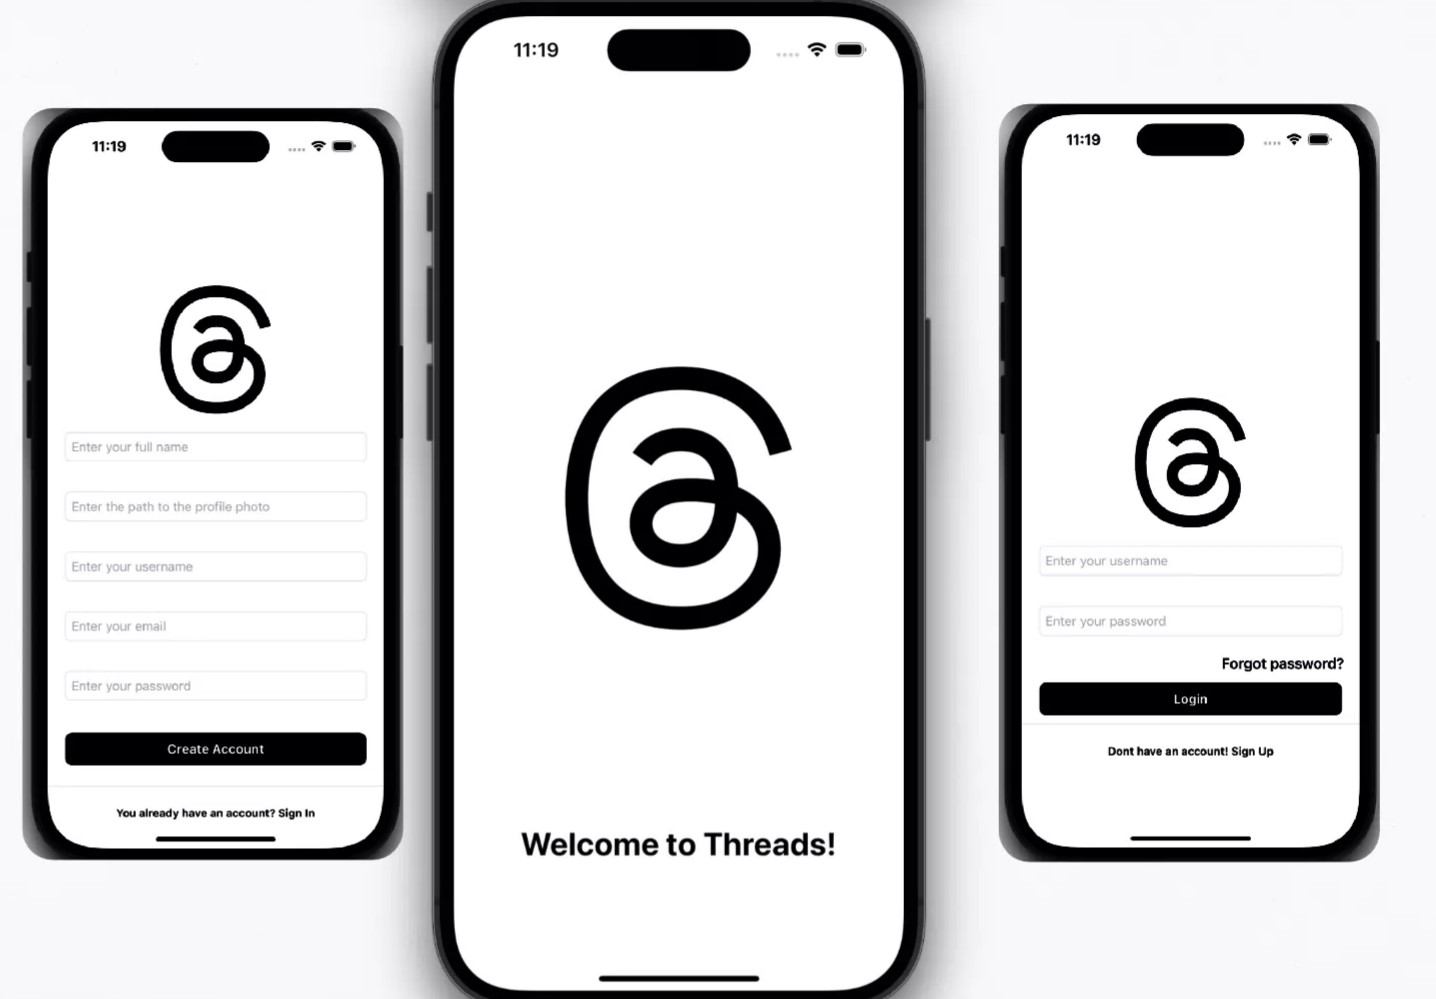 11:19
Enter your full name
Enter the path to the profile photo
Enter your username
Enter your email
Enter your password
Create Account
You already have an account? Sign In
11:19
Welcome to Threads!
11:19
Enter your username
Enter your password
Forgot password?
Login
Dont have an account! Sign Up